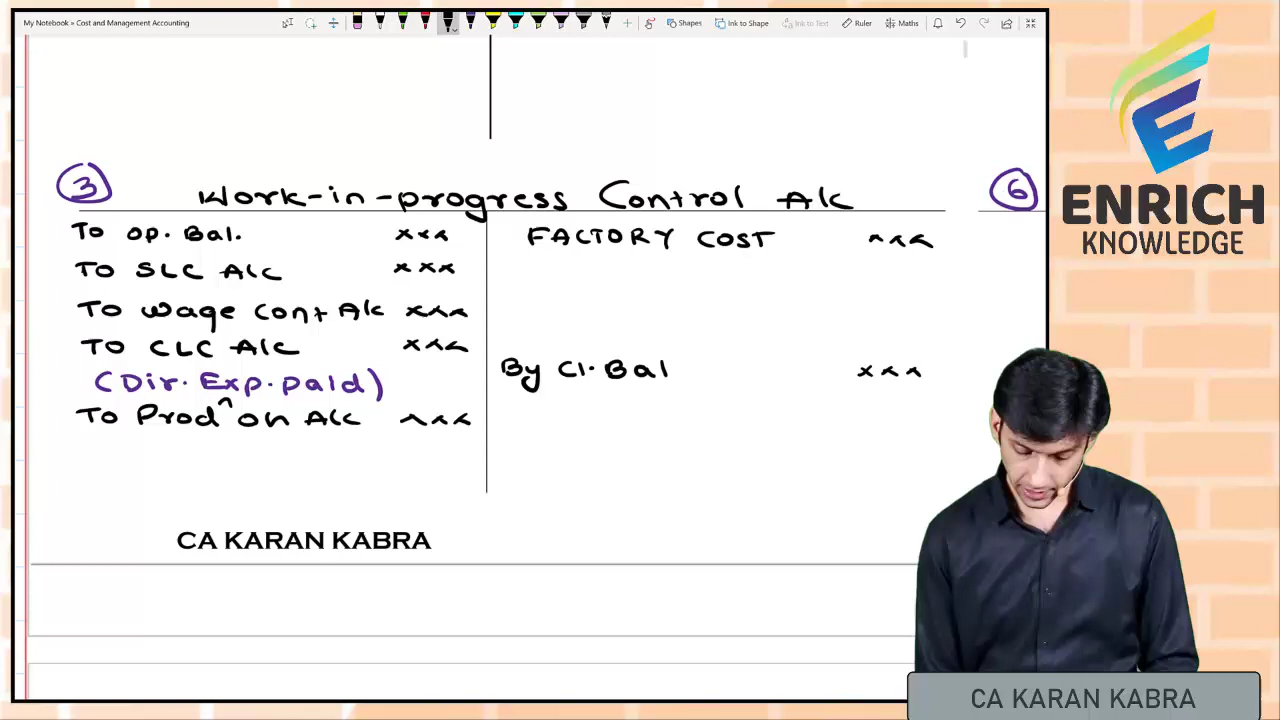 My Notebook » Cost and Management Accounting
Shapes
Ink to Shape
Ink to Text
Ruler
Maths
3
Work-in-progress Control A/c
6
To Op. Bal. xxx
FACTORY COST xxx
To SLC A/c xxx
To Wage Cont A/c xxx
To CLC A/c xxx
(Dir. Exp. paid)
By Cl. Bal xxx
To Prodⁿ OH A/c xxx
CA KARAN KABRA
ENRICH
KNOWLEDGE
CA KARAN KABRA